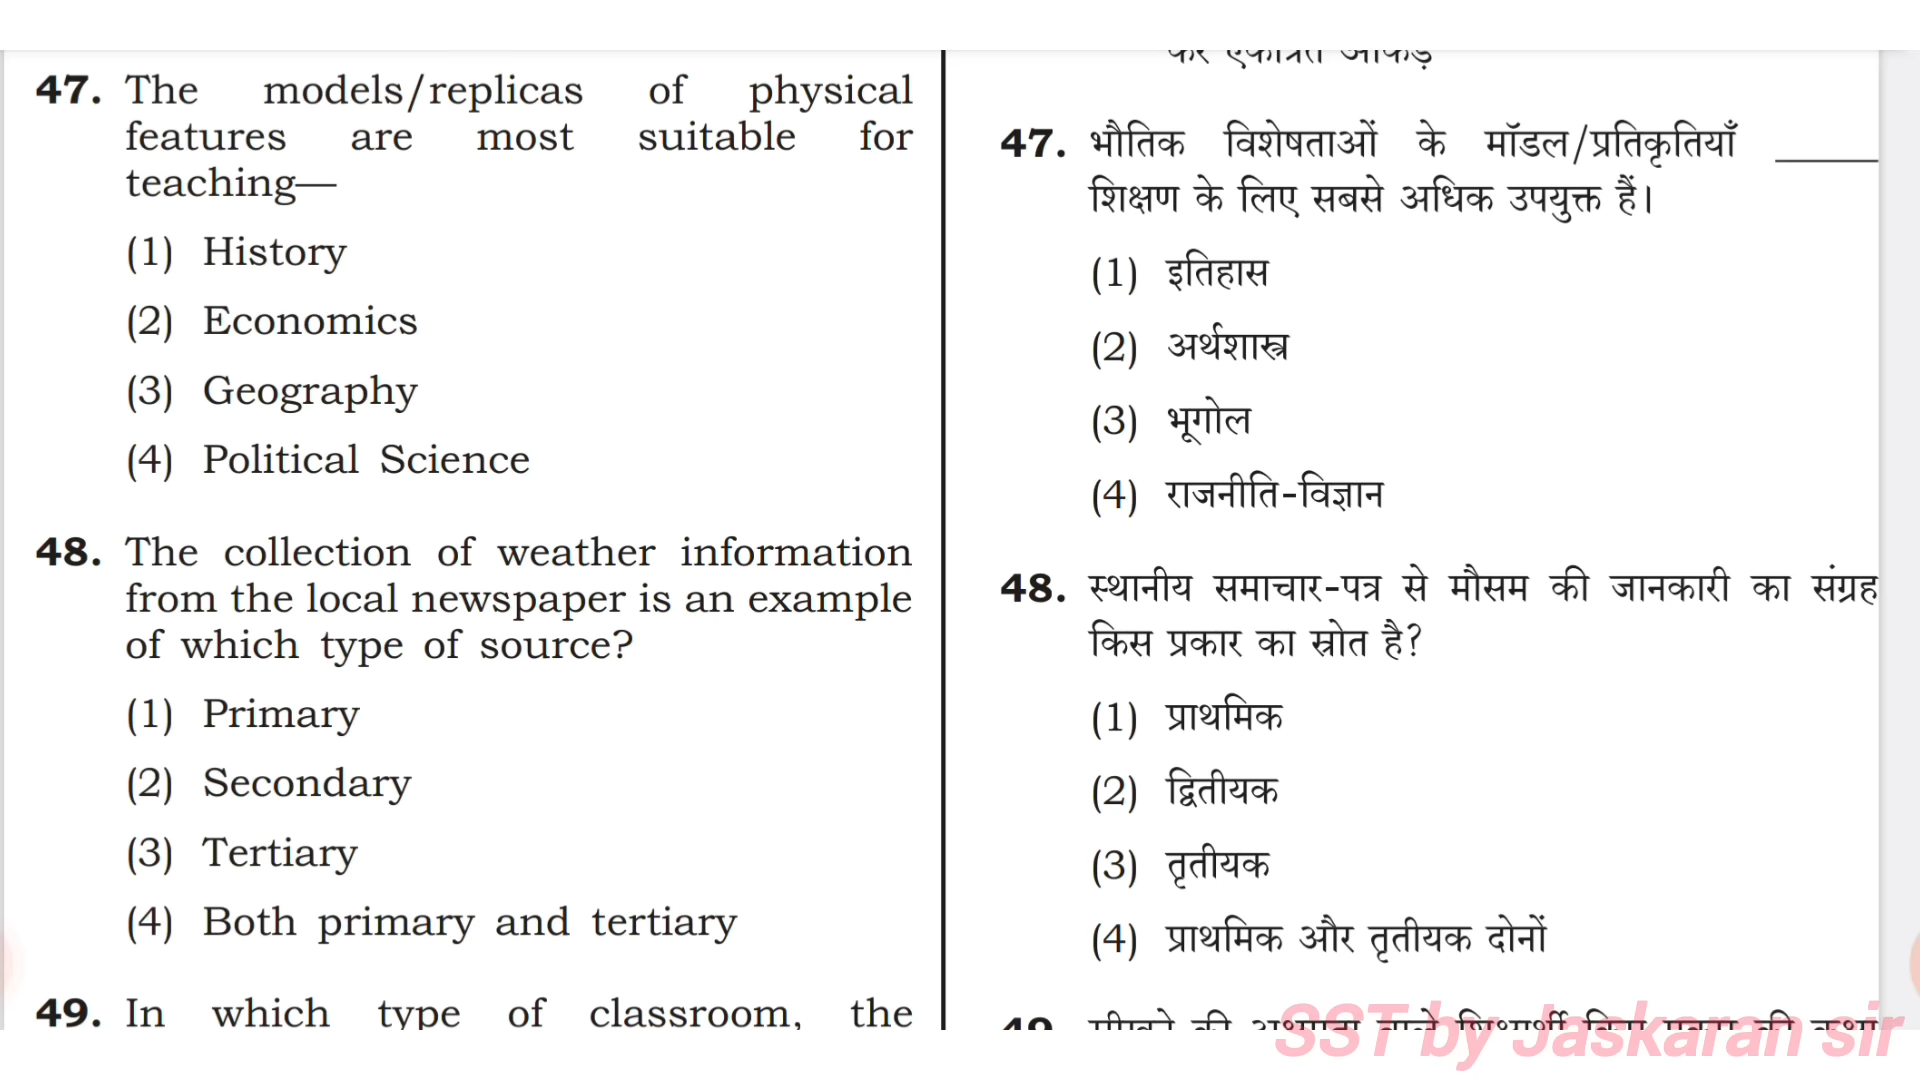 47. The models/replicas of physical
features are most suitable for
teaching—
(1) History
(2) Economics
(3) Geography
(4) Political Science
48. The collection of weather information
from the local newspaper is an example
of which type of source?
(1) Primary
(2) Secondary
(3) Tertiary
(4) Both primary and tertiary
49. In which type of classroom, the
47. भौतिक विशेषताओं के मॉडल/प्रतिकृतियाँ ______
शिक्षण के लिए सबसे अधिक उपयुक्त हैं।
(1) इतिहास
(2) अर्थशास्त्र
(3) भूगोल
(4) राजनीति-विज्ञान
48. स्थानीय समाचार-पत्र से मौसम की जानकारी का संग्रह
किस प्रकार का स्रोत है?
(1) प्राथमिक
(2) द्वितीयक
(3) तृतीयक
(4) प्राथमिक और तृतीयक दोनों
SST by Jaskaran sir